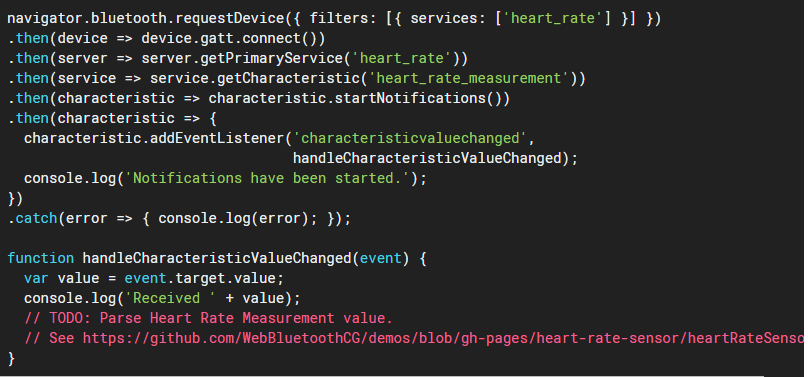 navigator.bluetooth.requestDevice({ filters: [{ services: ['heart_rate'] }] })
.then(device => device.gatt.connect())
.then(server => server.getPrimaryService('heart_rate'))
.then(service => service.getCharacteristic('heart_rate_measurement'))
.then(characteristic => characteristic.startNotifications())
.then(characteristic => {
  characteristic.addEventListener('characteristicvaluechanged',
                                  handleCharacteristicValueChanged);
  console.log('Notifications have been started.');
})
.catch(error => { console.log(error); });

function handleCharacteristicValueChanged(event) {
  var value = event.target.value;
  console.log('Received ' + value);
  // TODO: Parse Heart Rate Measurement value.
  // See https://github.com/WebBluetoothCG/demos/blob/gh-pages/heart-rate-sensor/heartRateSenso
}